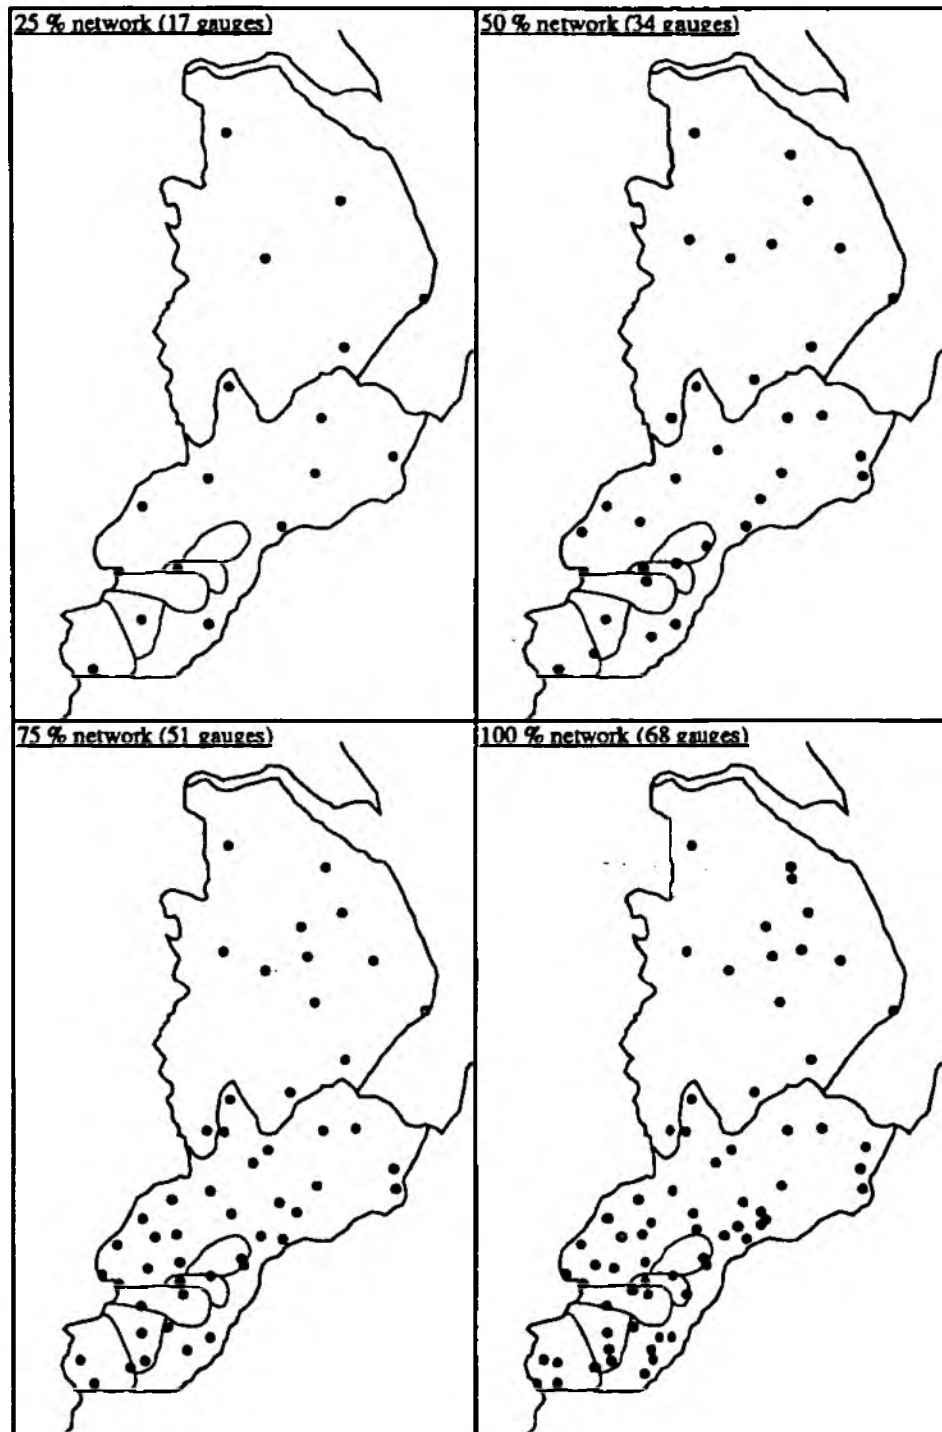 25 % network (17 gauges)
50 % network (34 gauges)
75 % network (51 gauges)
100 % network (68 gauges)